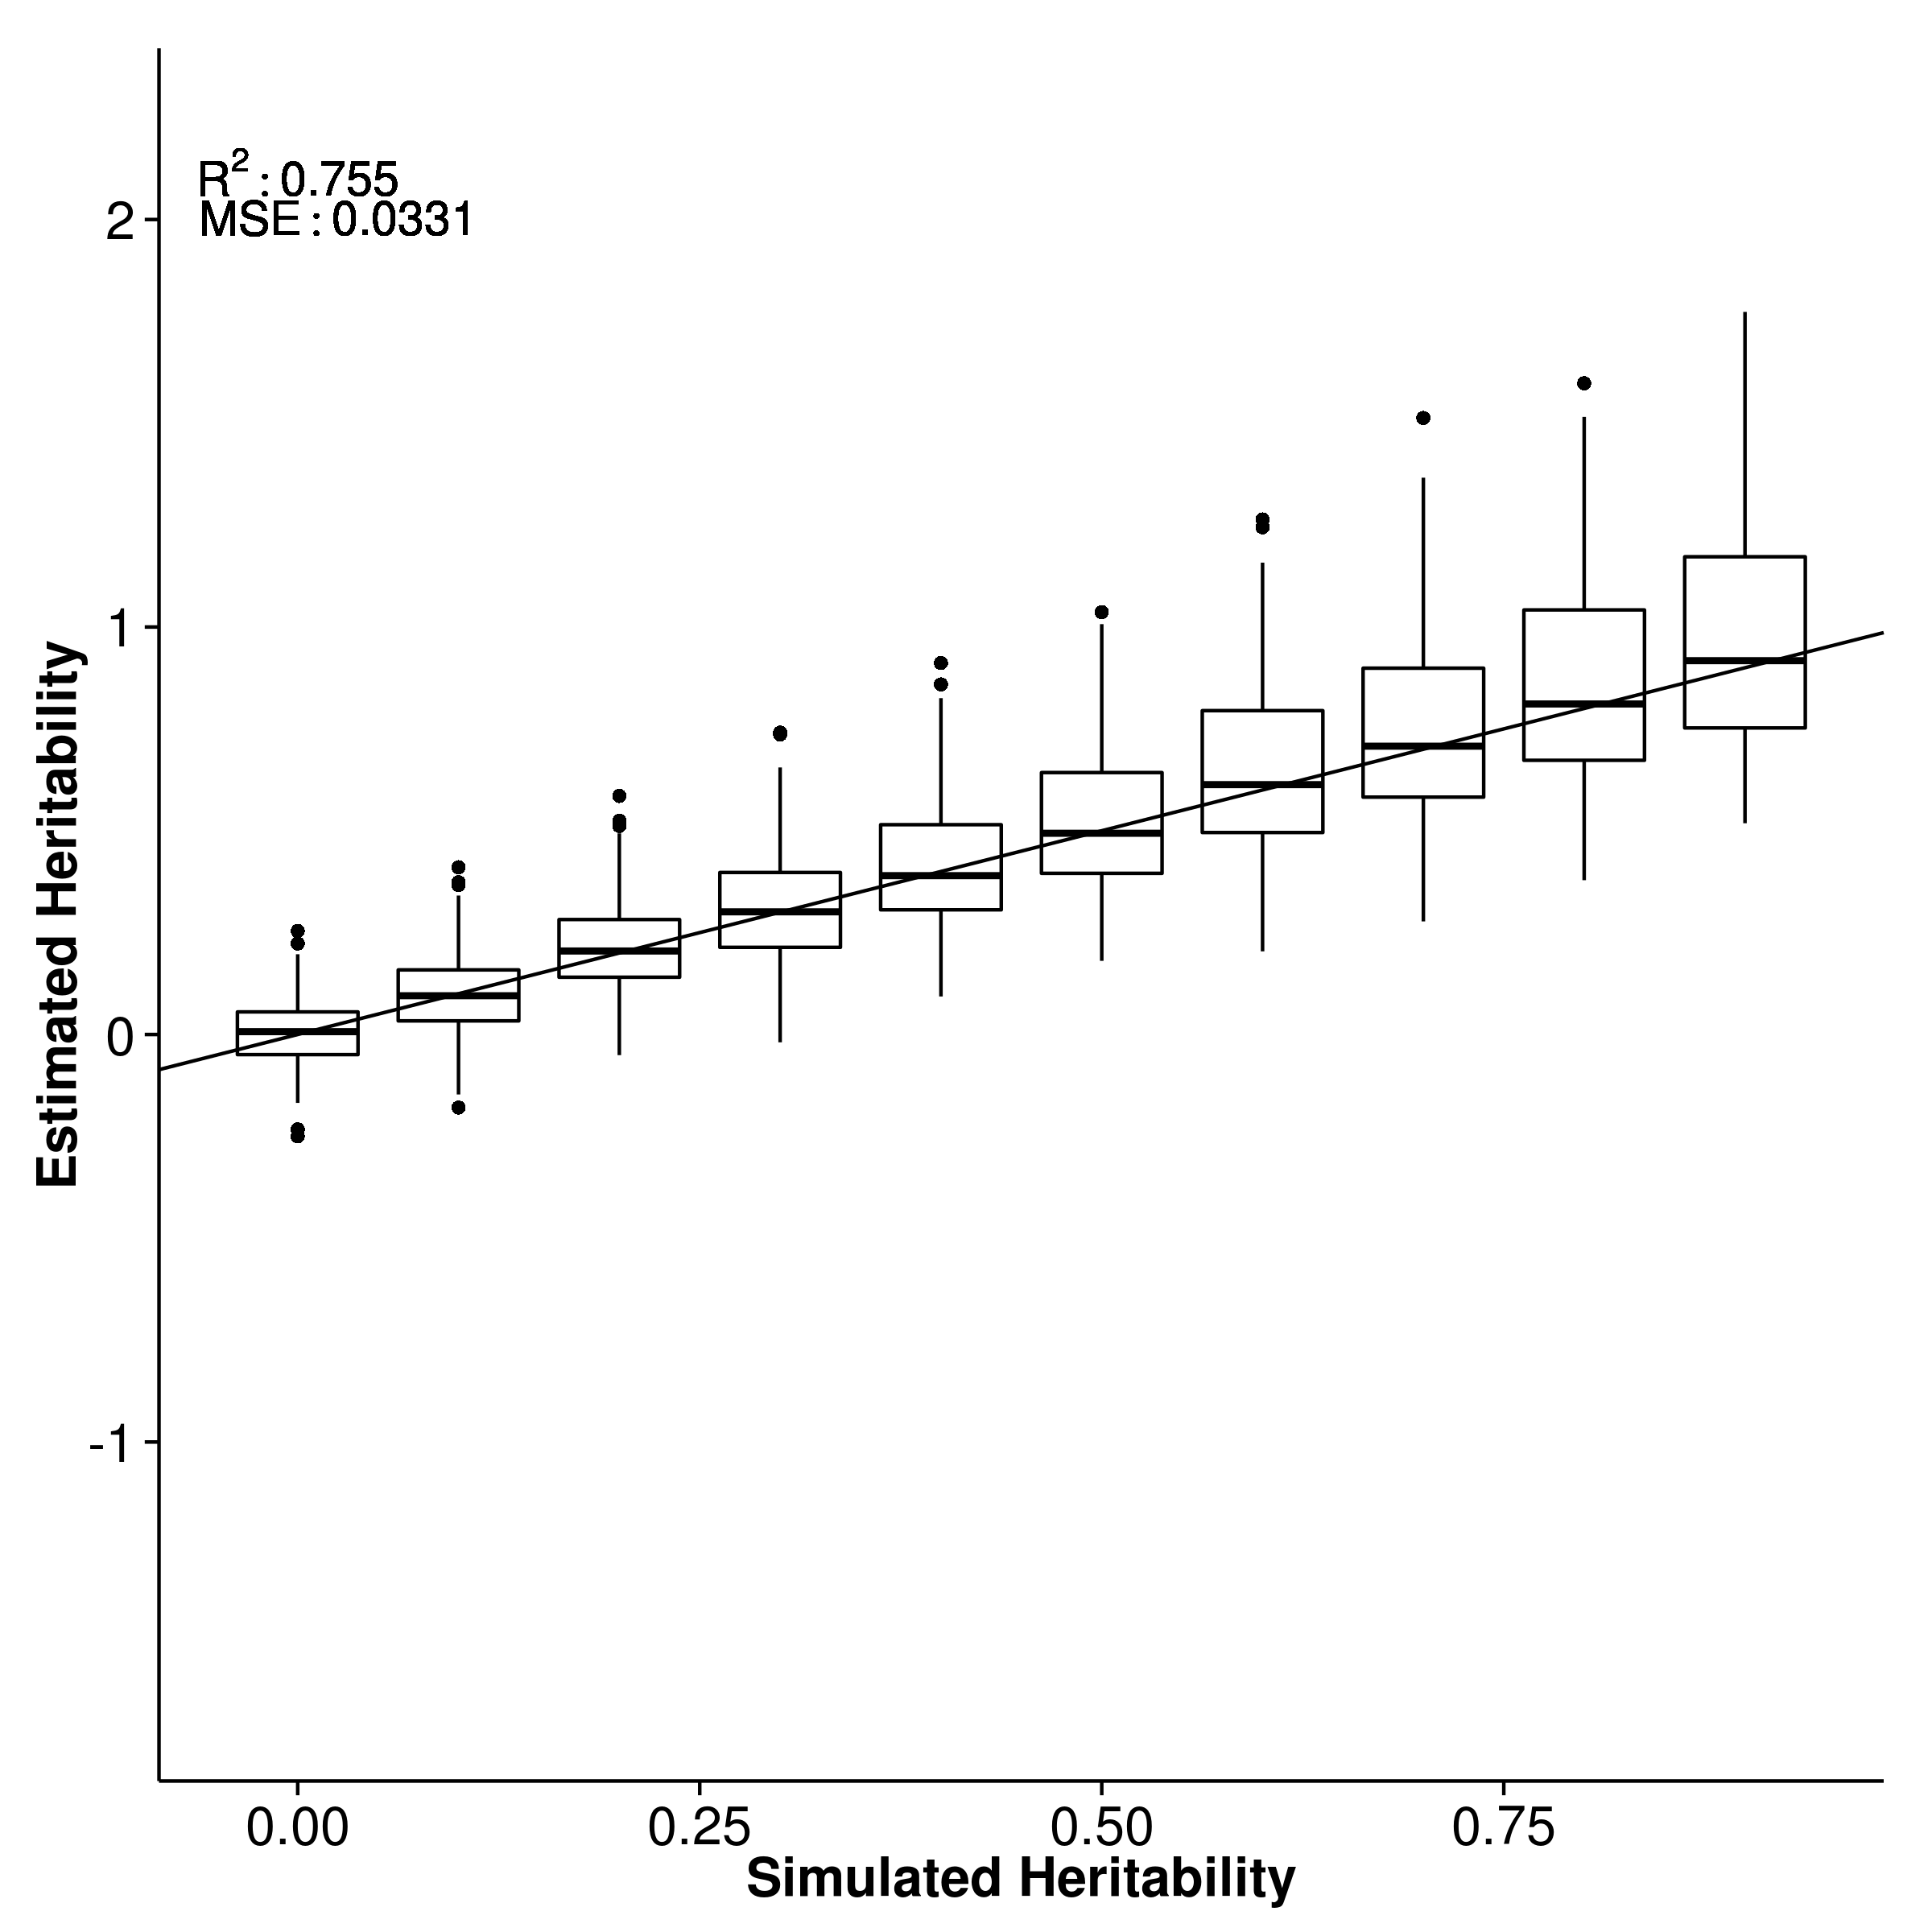 R²: 0.755
MSE: 0.0331
2
1
0
-1
Estimated Heritability
0.00 0.25 0.50 0.75
Simulated Heritability